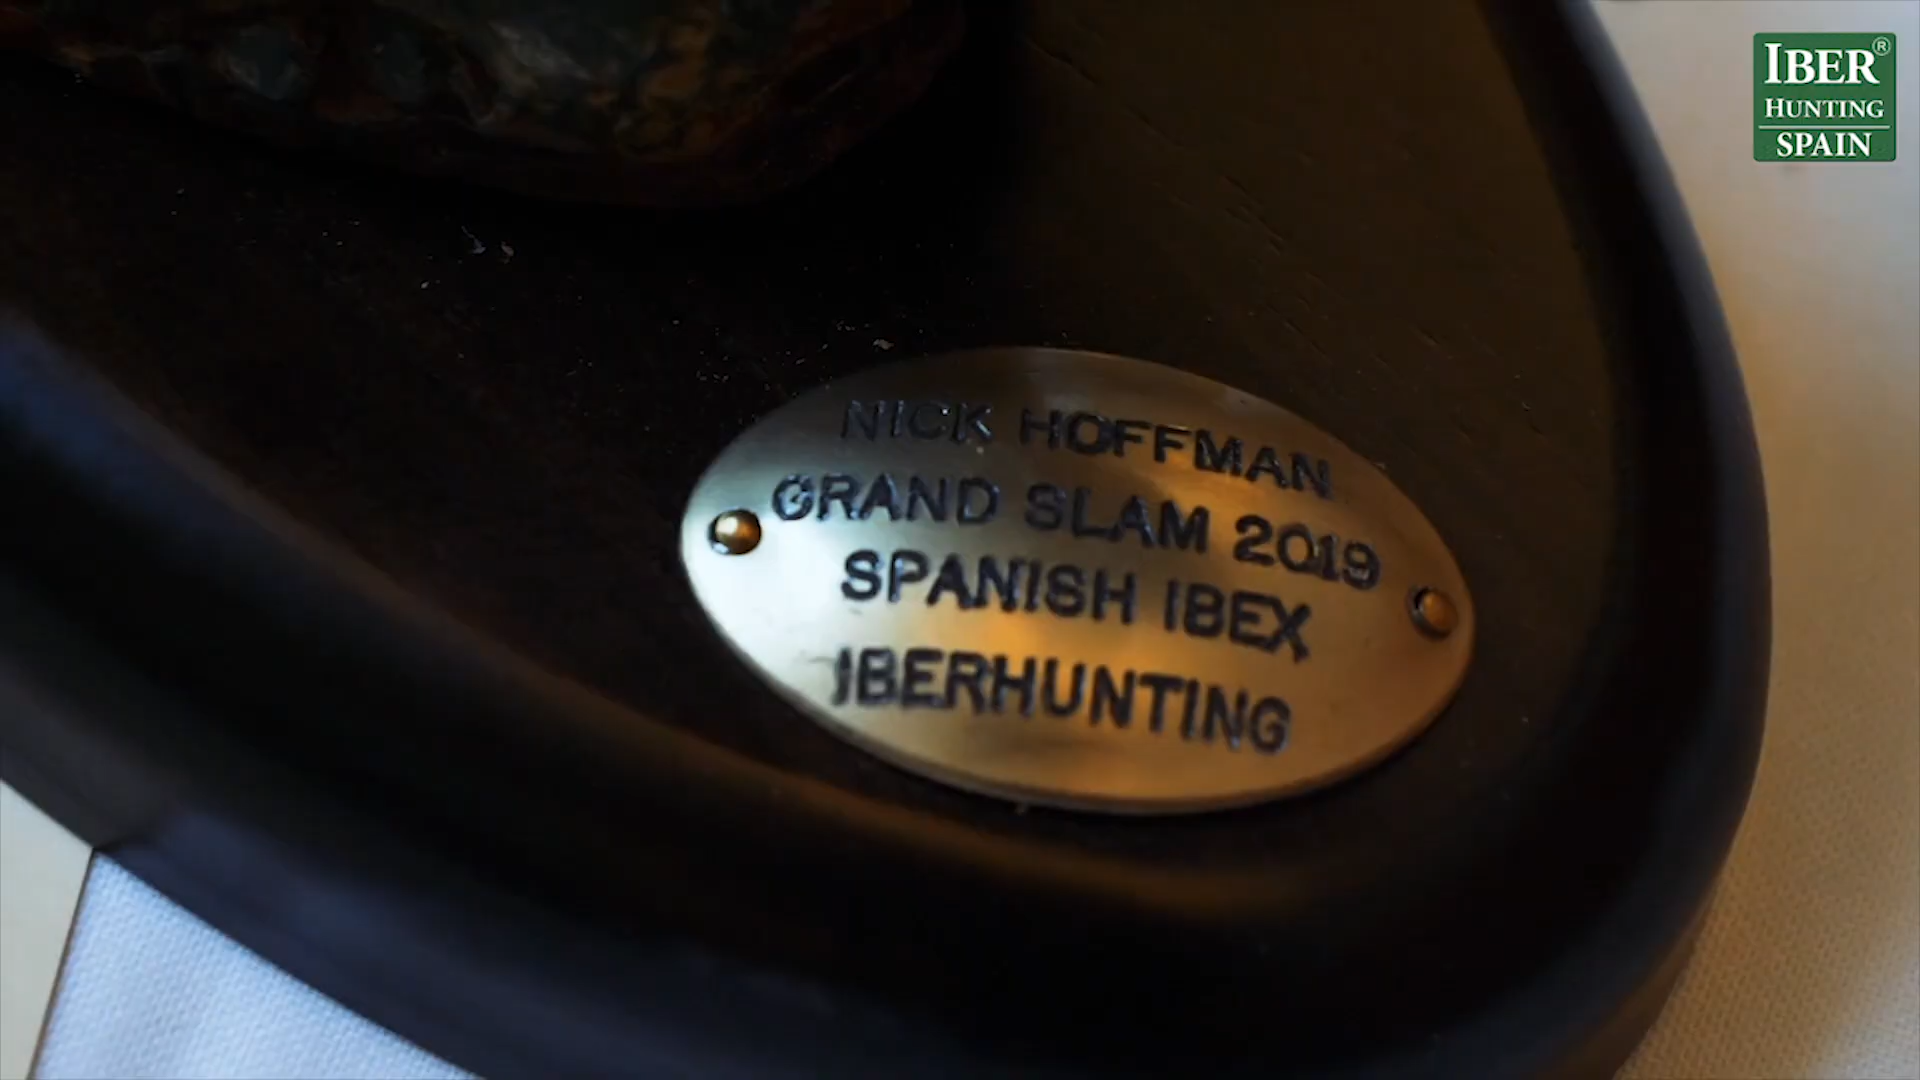 IBER®
HUNTING
SPAIN
NICK HOFFMAN
GRAND SLAM 2019
SPANISH IBEX
IBERHUNTING